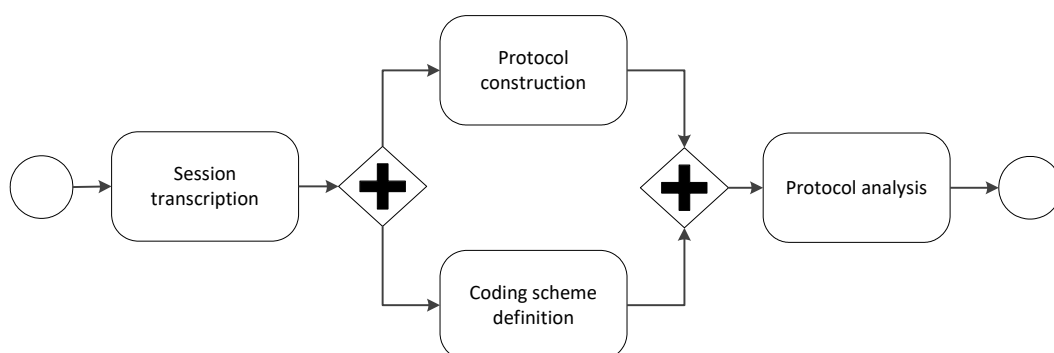 Session
transcription
Protocol
construction
Coding scheme
definition
Protocol analysis